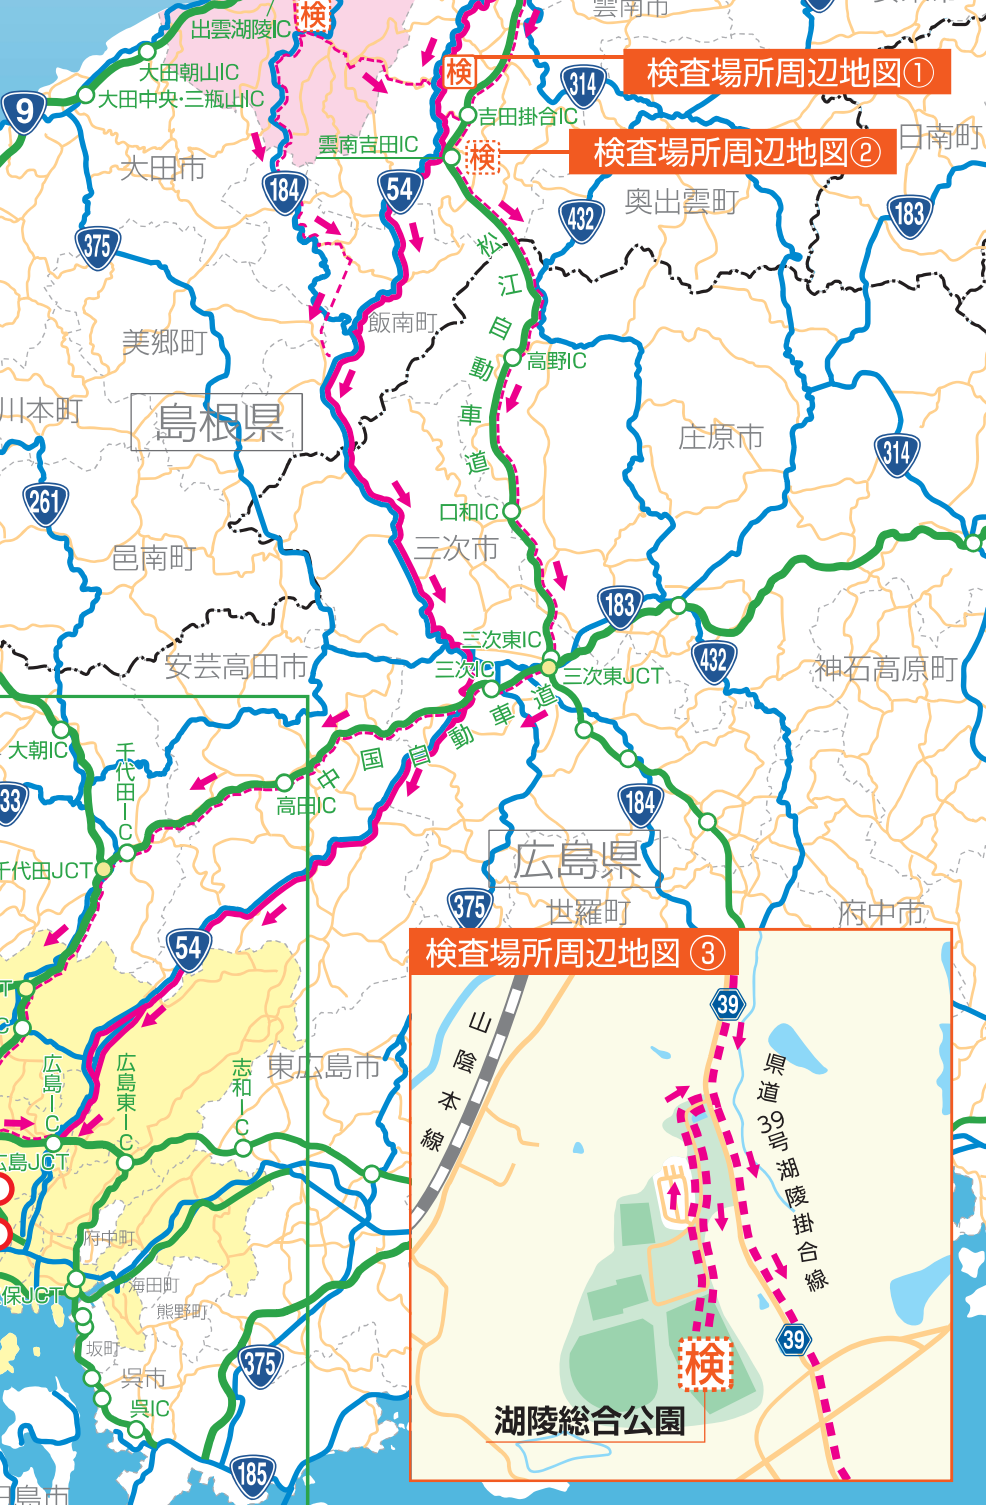 雲南市
出雲湖陵IC
検
大田朝山IC
検
検査場所周辺地図①
314
9
大田中央・三瓶山IC
吉田掛合IC
日南町
雲南吉田IC
検
検査場所周辺地図②
大田市
184
54
奥出雲町
432
183
375
松江自動車道
飯南町
美郷町
高野IC
川本町
島根県
庄原市
314
261
口和IC
三次市
邑南町
183
三次東IC
安芸高田市
三次IC
三次東JCT
432
神石高原町
大朝IC
千代田IC
中国自動車道
33
高田IC
184
広島県
千代田JCT
375
世羅町
府中市
54
検査場所周辺地図 ③
39
山陰本線
県道39号湖陵掛合線
広島IC
広島東IC
志和IC
東広島市
広島JCT
府中町
海田町
保JCT
熊野町
坂町
375
39
検
呉市
呉IC
湖陵総合公園
185
田島市